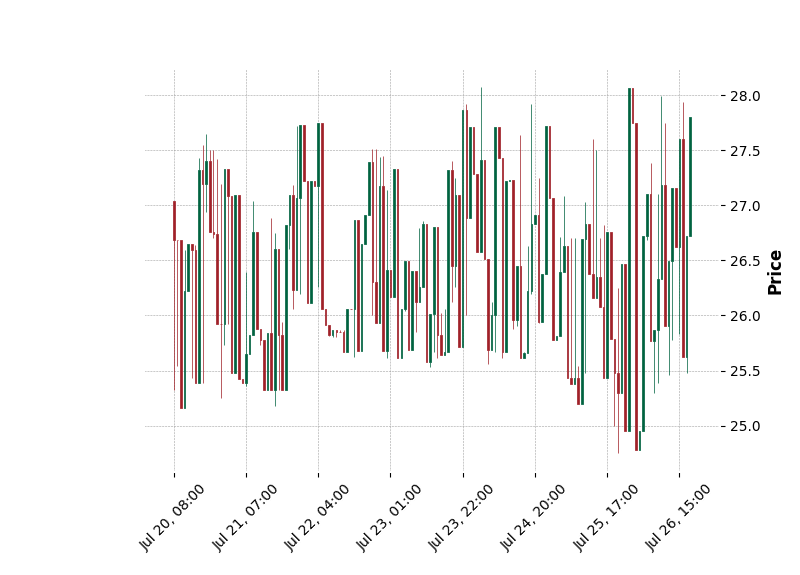 28.0
27.5
27.0
26.5
26.0
25.5
25.0
Price
Jul 20, 08:00
Jul 21, 07:00
Jul 22, 04:00
Jul 23, 01:00
Jul 23, 22:00
Jul 24, 20:00
Jul 25, 17:00
Jul 26, 15:00